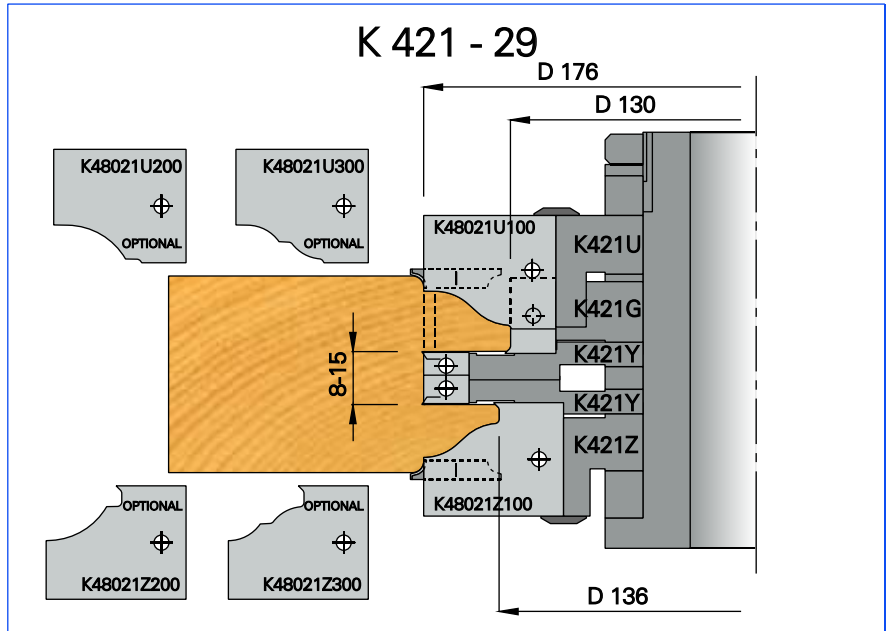 K 421 - 29
D 176
D 130
K48021U200
OPTIONAL
K48021U300
OPTIONAL
K48021U100
K421U
K421G
K421Y
8-15
K421Y
K421Z
K48021Z100
OPTIONAL
K48021Z200
OPTIONAL
K48021Z300
D 136